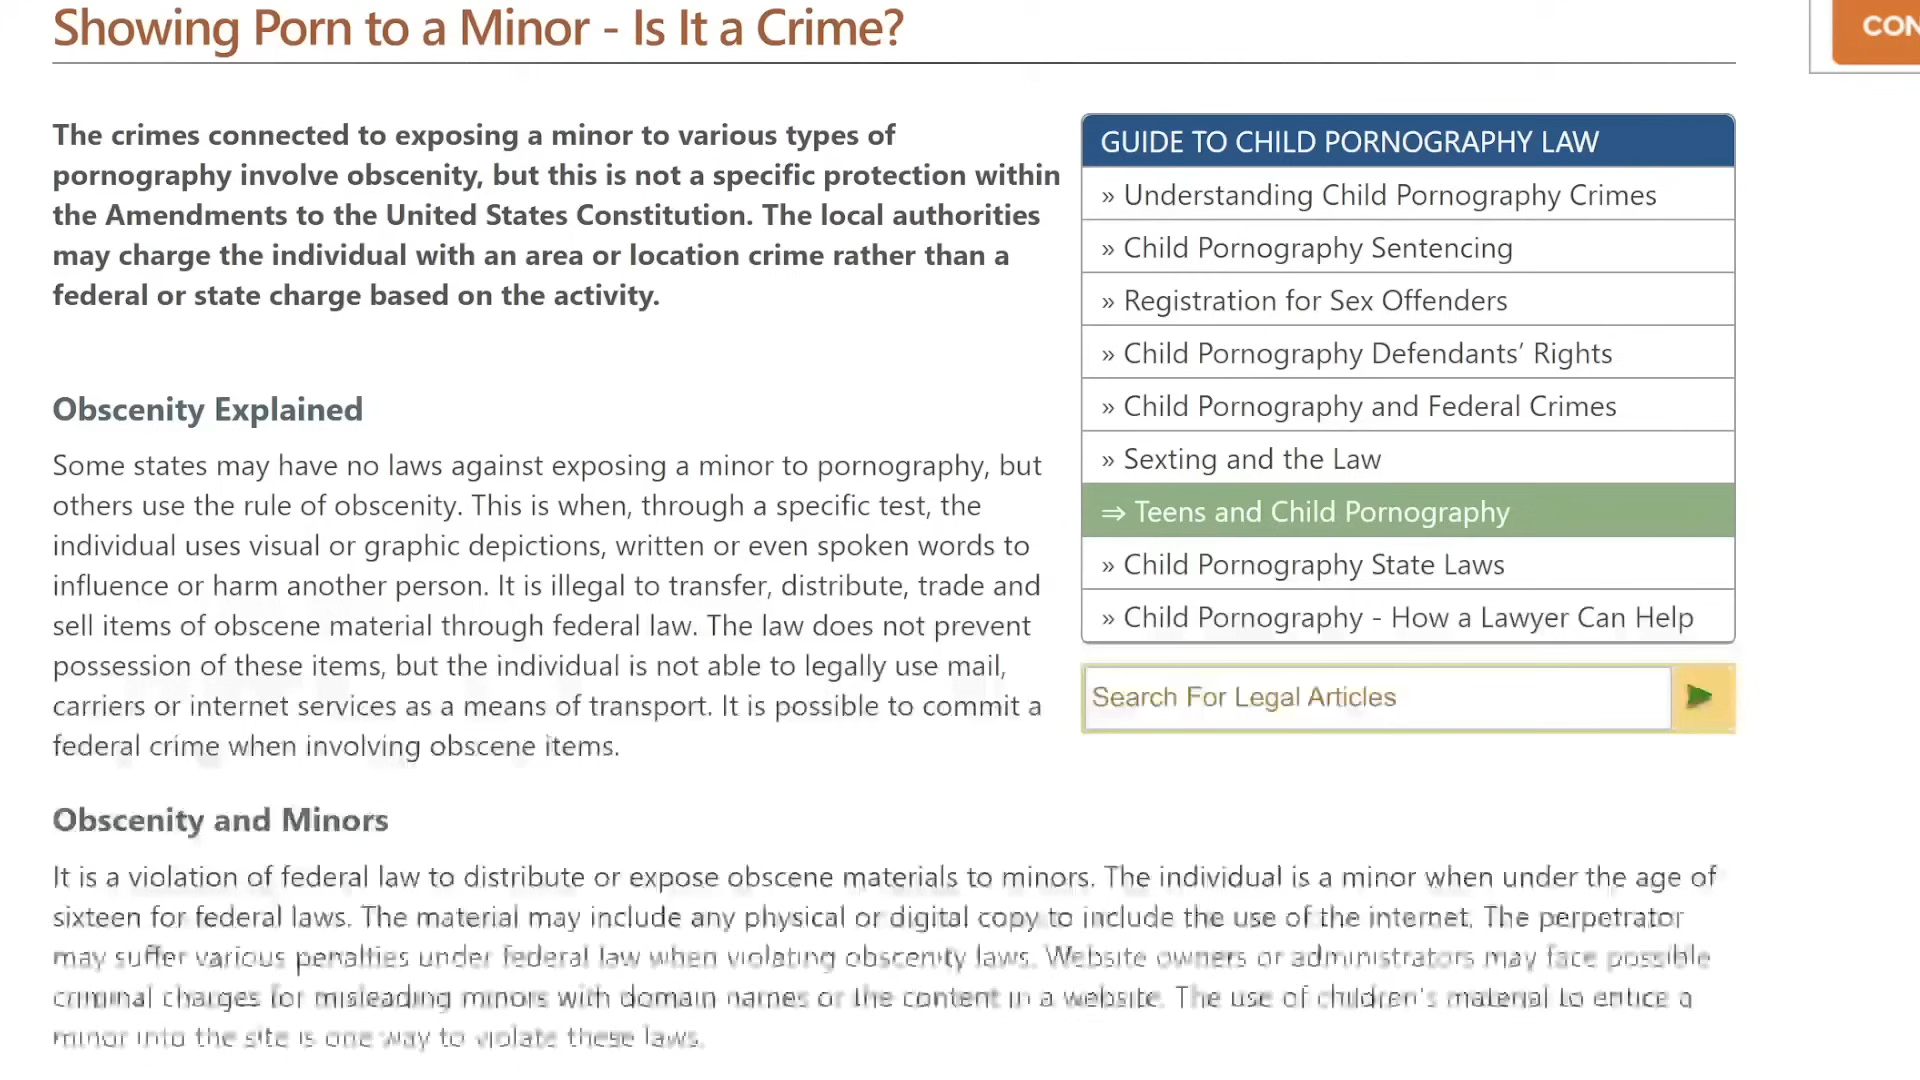 Showing Porn to a Minor - Is It a Crime?
CON
The crimes connected to exposing a minor to various types of
pornography involve obscenity, but this is not a specific protection within
the Amendments to the United States Constitution. The local authorities
may charge the individual with an area or location crime rather than a
federal or state charge based on the activity.
Obscenity Explained
Some states may have no laws against exposing a minor to pornography, but
others use the rule of obscenity. This is when, through a specific test, the
individual uses visual or graphic depictions, written or even spoken words to
influence or harm another person. It is illegal to transfer, distribute, trade and
sell items of obscene material through federal law. The law does not prevent
possession of these items, but the individual is not able to legally use mail,
carriers or internet services as a means of transport. It is possible to commit a
federal crime when involving obscene items.
GUIDE TO CHILD PORNOGRAPHY LAW
» Understanding Child Pornography Crimes
» Child Pornography Sentencing
» Registration for Sex Offenders
» Child Pornography Defendants’ Rights
» Child Pornography and Federal Crimes
» Sexting and the Law
⇒ Teens and Child Pornography
» Child Pornography State Laws
» Child Pornography - How a Lawyer Can Help
Search For Legal Articles
Obscenity and Minors
It is a violation of federal law to distribute or expose obscene materials to minors. The individual is a minor when under the age of
sixteen for federal laws. The material may include any physical or digital copy to include the use of the internet. The perpetrator
may suffer various penalties under federal law when violating obscenity laws. Website owners or administrators may face possible
criminal charges for misleading minors with domain names or the content in a website. The use of children's material to entice a
minor into the site is one way to violate these laws.